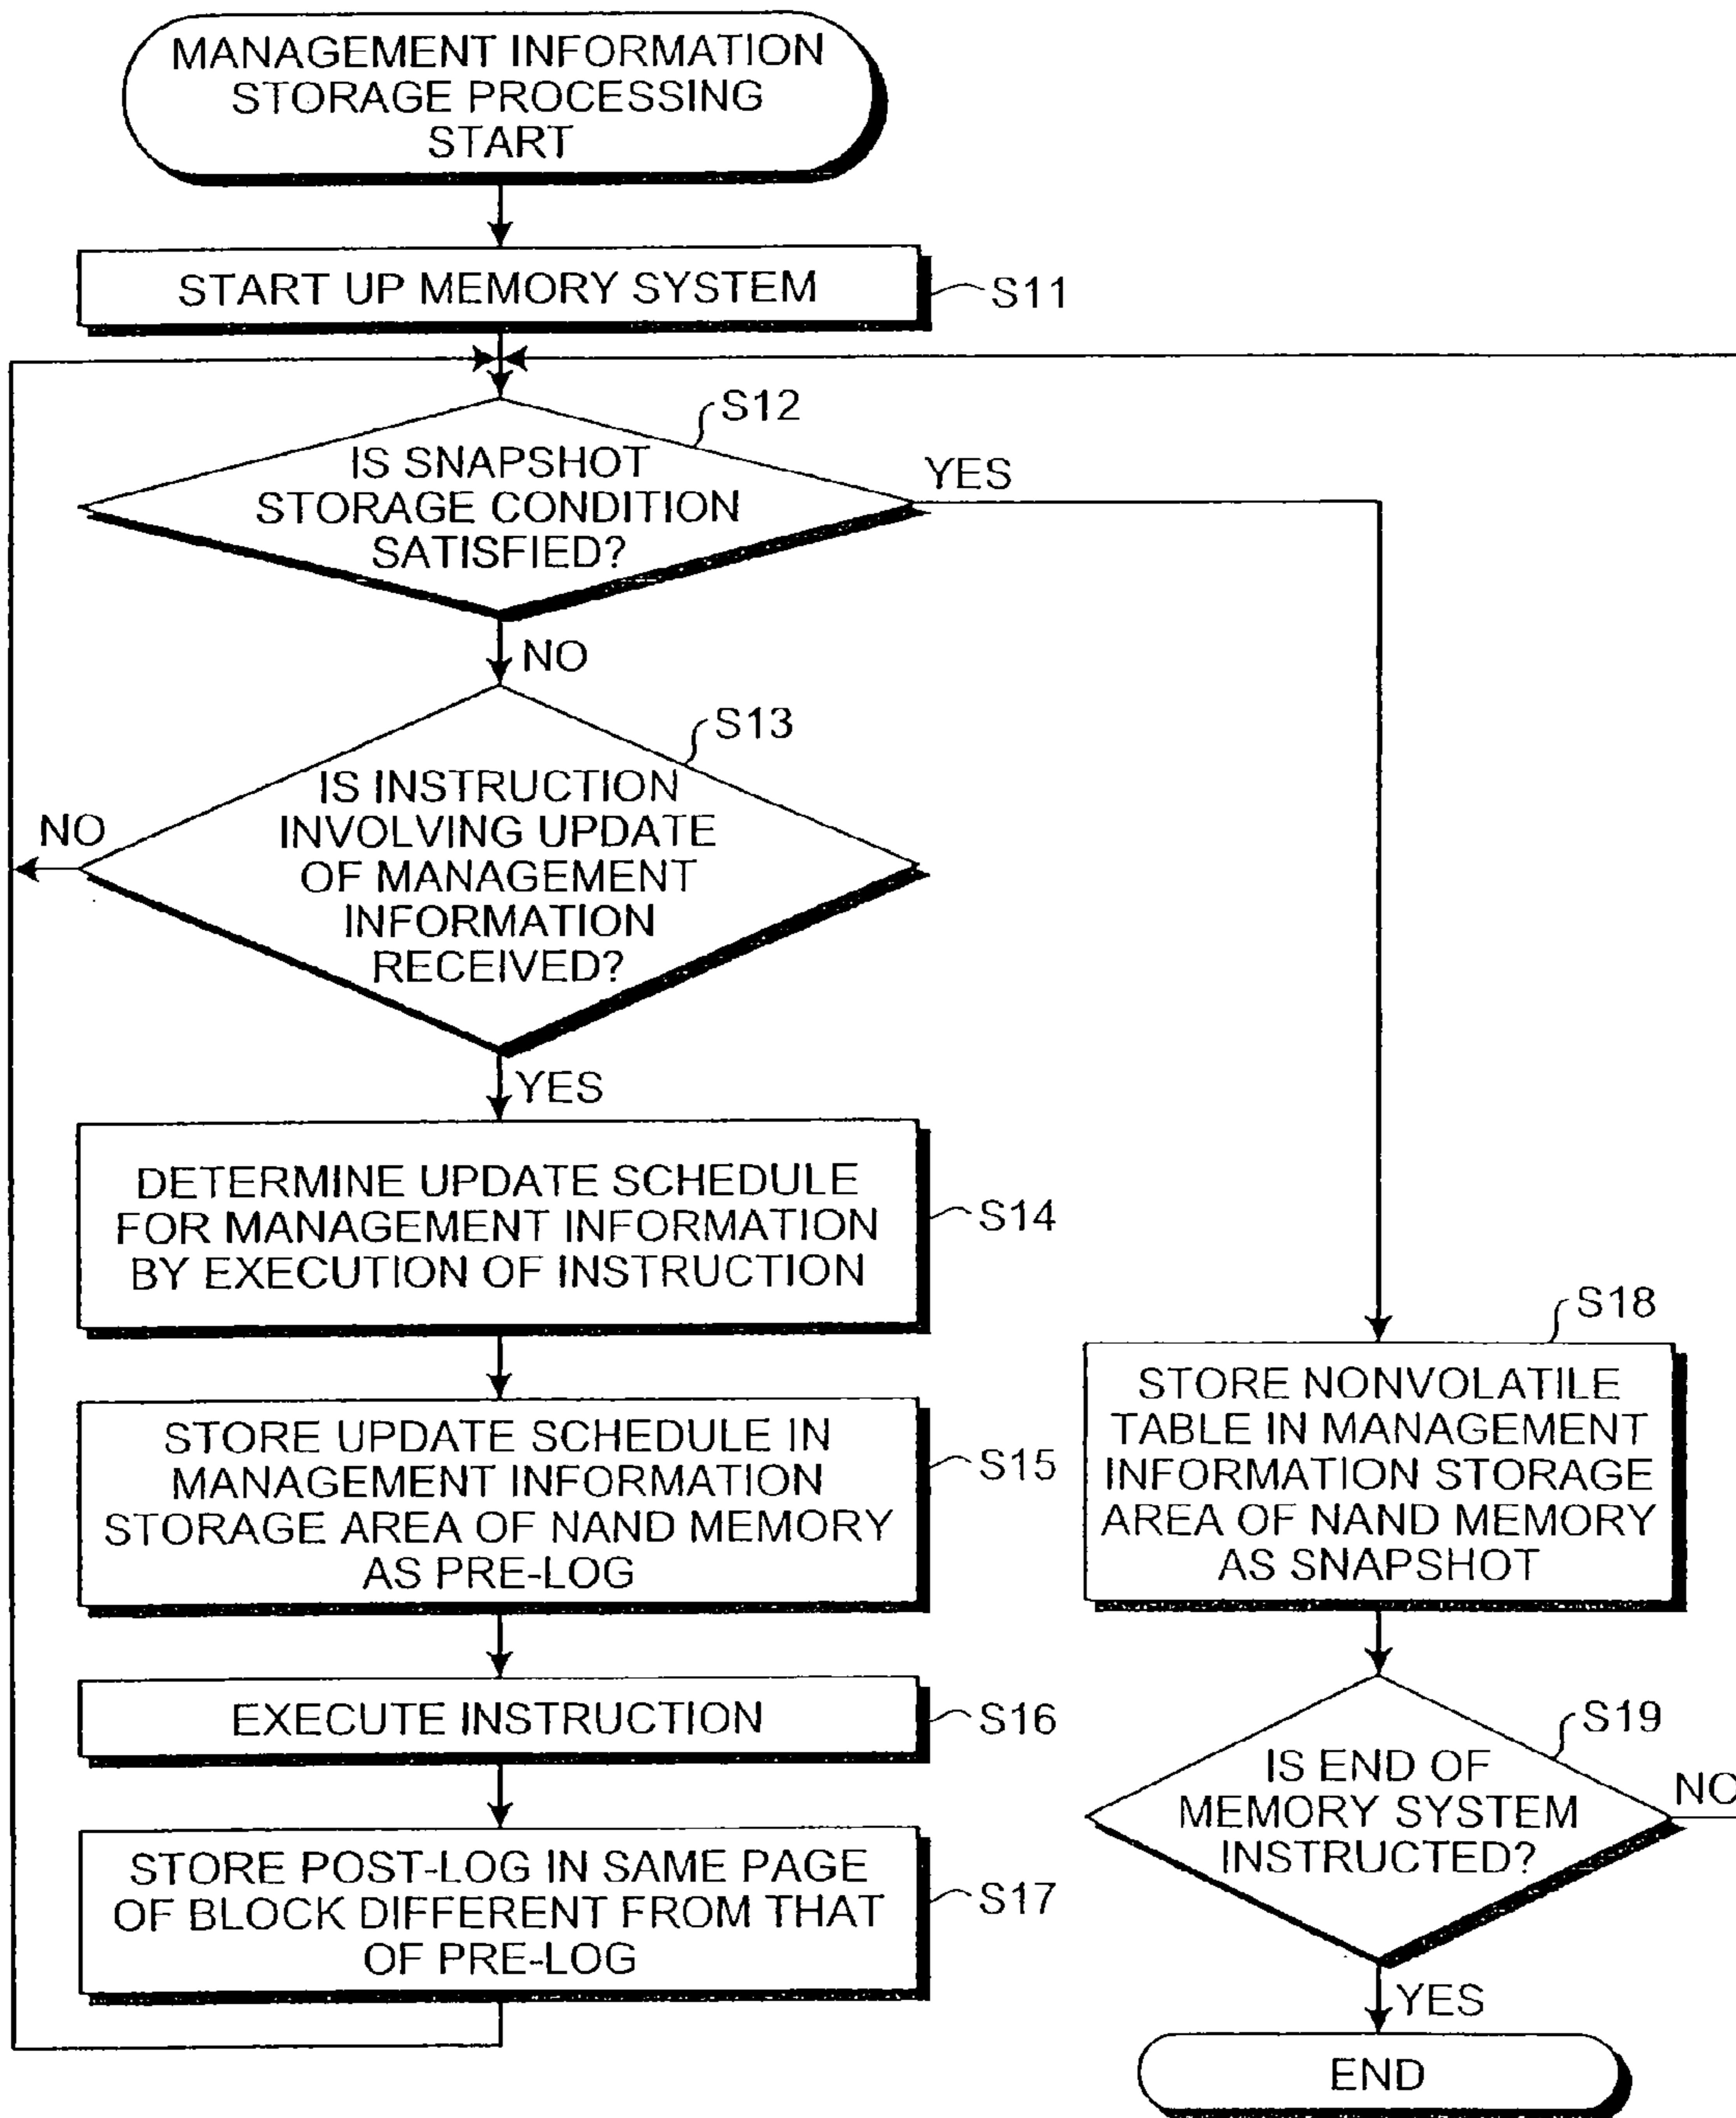 MANAGEMENT INFORMATION
STORAGE PROCESSING
START
START UP MEMORY SYSTEM
S11
S12
IS SNAPSHOT
STORAGE CONDITION
SATISFIED?
YES
NO
S13
IS INSTRUCTION
INVOLVING UPDATE
OF MANAGEMENT
INFORMATION
RECEIVED?
NO
YES
DETERMINE UPDATE SCHEDULE
FOR MANAGEMENT INFORMATION
BY EXECUTION OF INSTRUCTION
S14
STORE UPDATE SCHEDULE IN
MANAGEMENT INFORMATION
STORAGE AREA OF NAND MEMORY
AS PRE-LOG
S15
EXECUTE INSTRUCTION
S16
STORE POST-LOG IN SAME PAGE
OF BLOCK DIFFERENT FROM THAT
OF PRE-LOG
S17
S18
STORE NONVOLATILE
TABLE IN MANAGEMENT
INFORMATION STORAGE
AREA OF NAND MEMORY
AS SNAPSHOT
S19
IS END OF
MEMORY SYSTEM
INSTRUCTED?
NO
YES
END